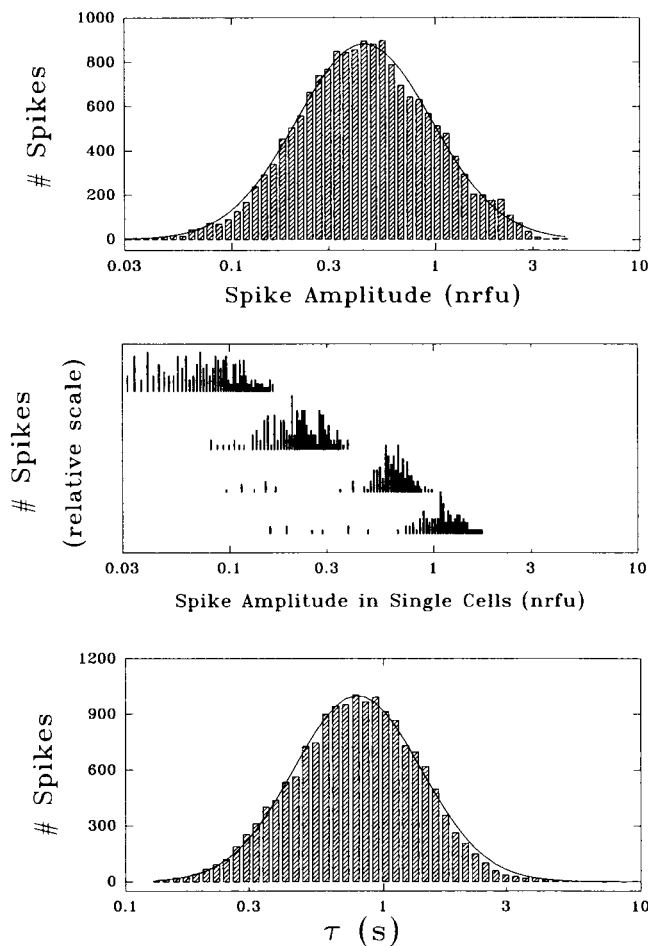 1000
800
600
400
200
0
# Spikes
0.03 0.1 0.3 1 3 10
Spike Amplitude (nrfu)
# Spikes
(relative scale)
0.03 0.1 0.3 1 3 10
Spike Amplitude in Single Cells (nrfu)
1200
900
600
300
0
# Spikes
0.1 0.3 1 3 10
τ (s)